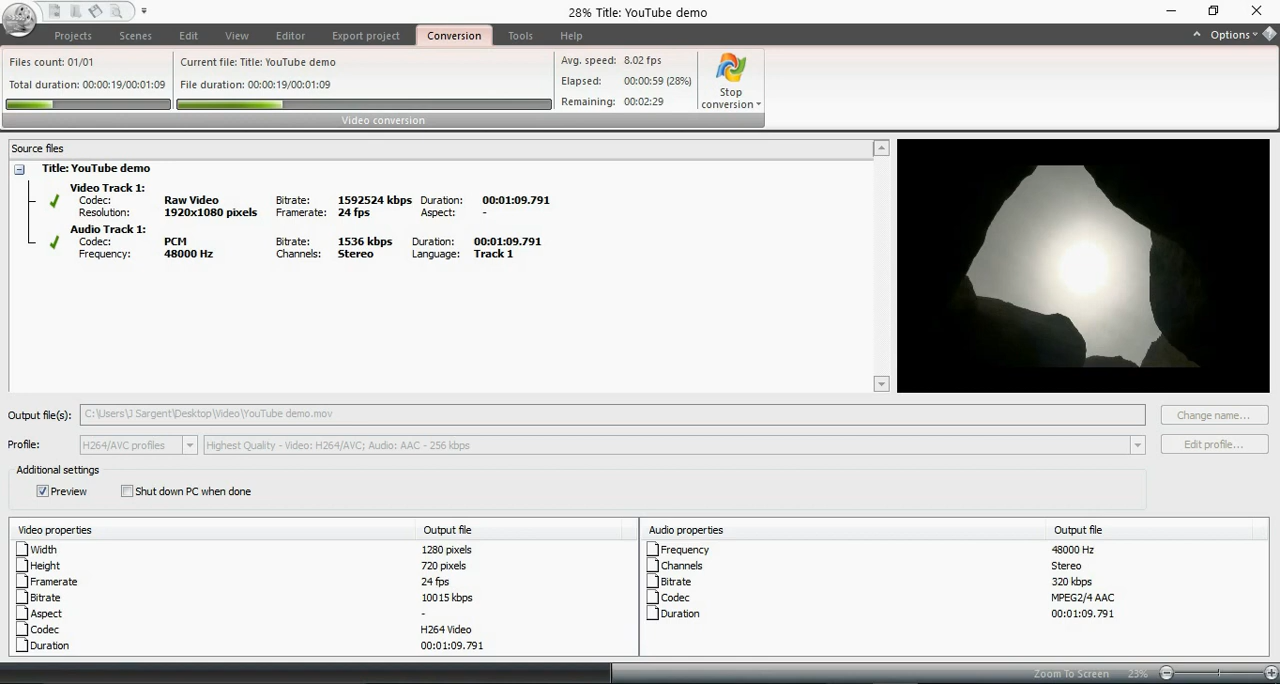 28% Title: YouTube demo
Projects Scenes Edit View Editor Export project Conversion Tools Help Options
Files count: 01/01
Total duration: 00:00:19/00:01:09
Current file: Title: YouTube demo
File duration: 00:00:19/00:01:09
Avg. speed: 8.02 fps
Elapsed: 00:00:59 (28%)
Remaining: 00:02:29
Stop
conversion
Video conversion
Source files
Title: YouTube demo
Video Track 1:
Codec: Raw Video Bitrate: 1592524 kbps Duration: 00:01:09.791
Resolution: 1920x1080 pixels Framerate: 24 fps Aspect: -
Audio Track 1:
Codec: PCM Bitrate: 1536 kbps Duration: 00:01:09.791
Frequency: 48000 Hz Channels: Stereo Language: Track 1
Output file(s): C:\Users\J Sargent\Desktop\Video\YouTube demo.mov Change name...
Profile: H264/AVC profiles Highest Quality - Video: H264/AVC; Audio: AAC - 256 kbps Edit profile...
Additional settings
Preview Shut down PC when done
Video properties Output file
Width 1280 pixels
Height 720 pixels
Framerate 24 fps
Bitrate 10015 kbps
Aspect -
Codec H264 Video
Duration 00:01:09.791
Audio properties Output file
Frequency 48000 Hz
Channels Stereo
Bitrate 320 kbps
Codec MPEG2/4 AAC
Duration 00:01:09.791
Zoom To Screen 23%